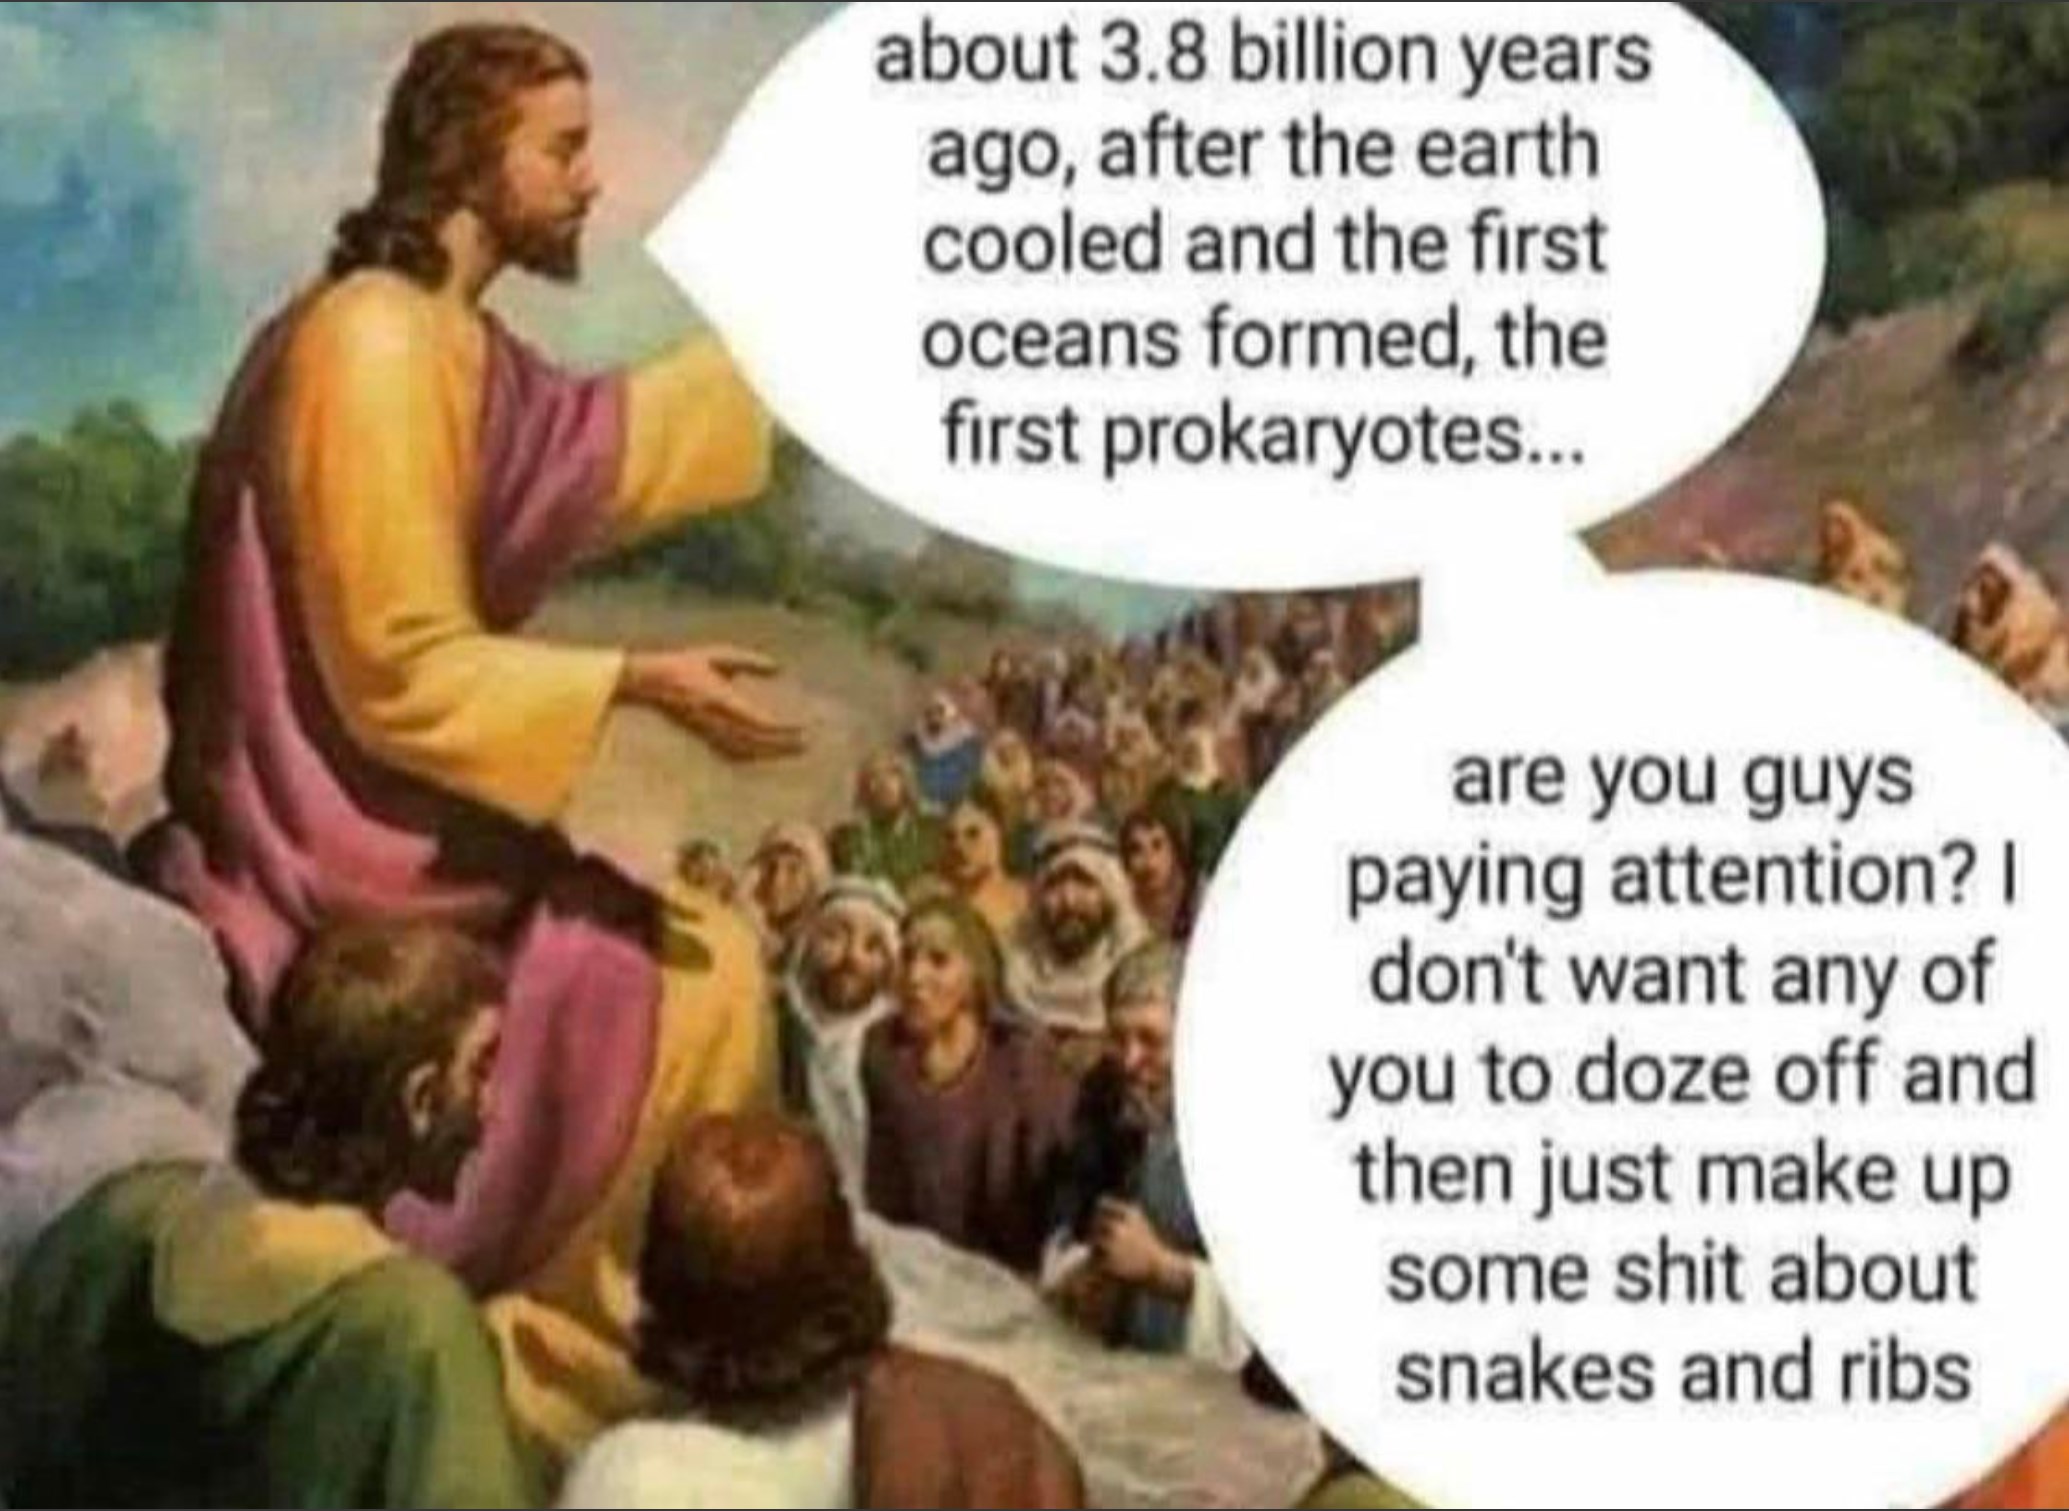 about 3.8 billion years
ago, after the earth
cooled and the first
oceans formed, the
first prokaryotes...
are you guys
paying attention? I
don't want any of
you to doze off and
then just make up
some shit about
snakes and ribs